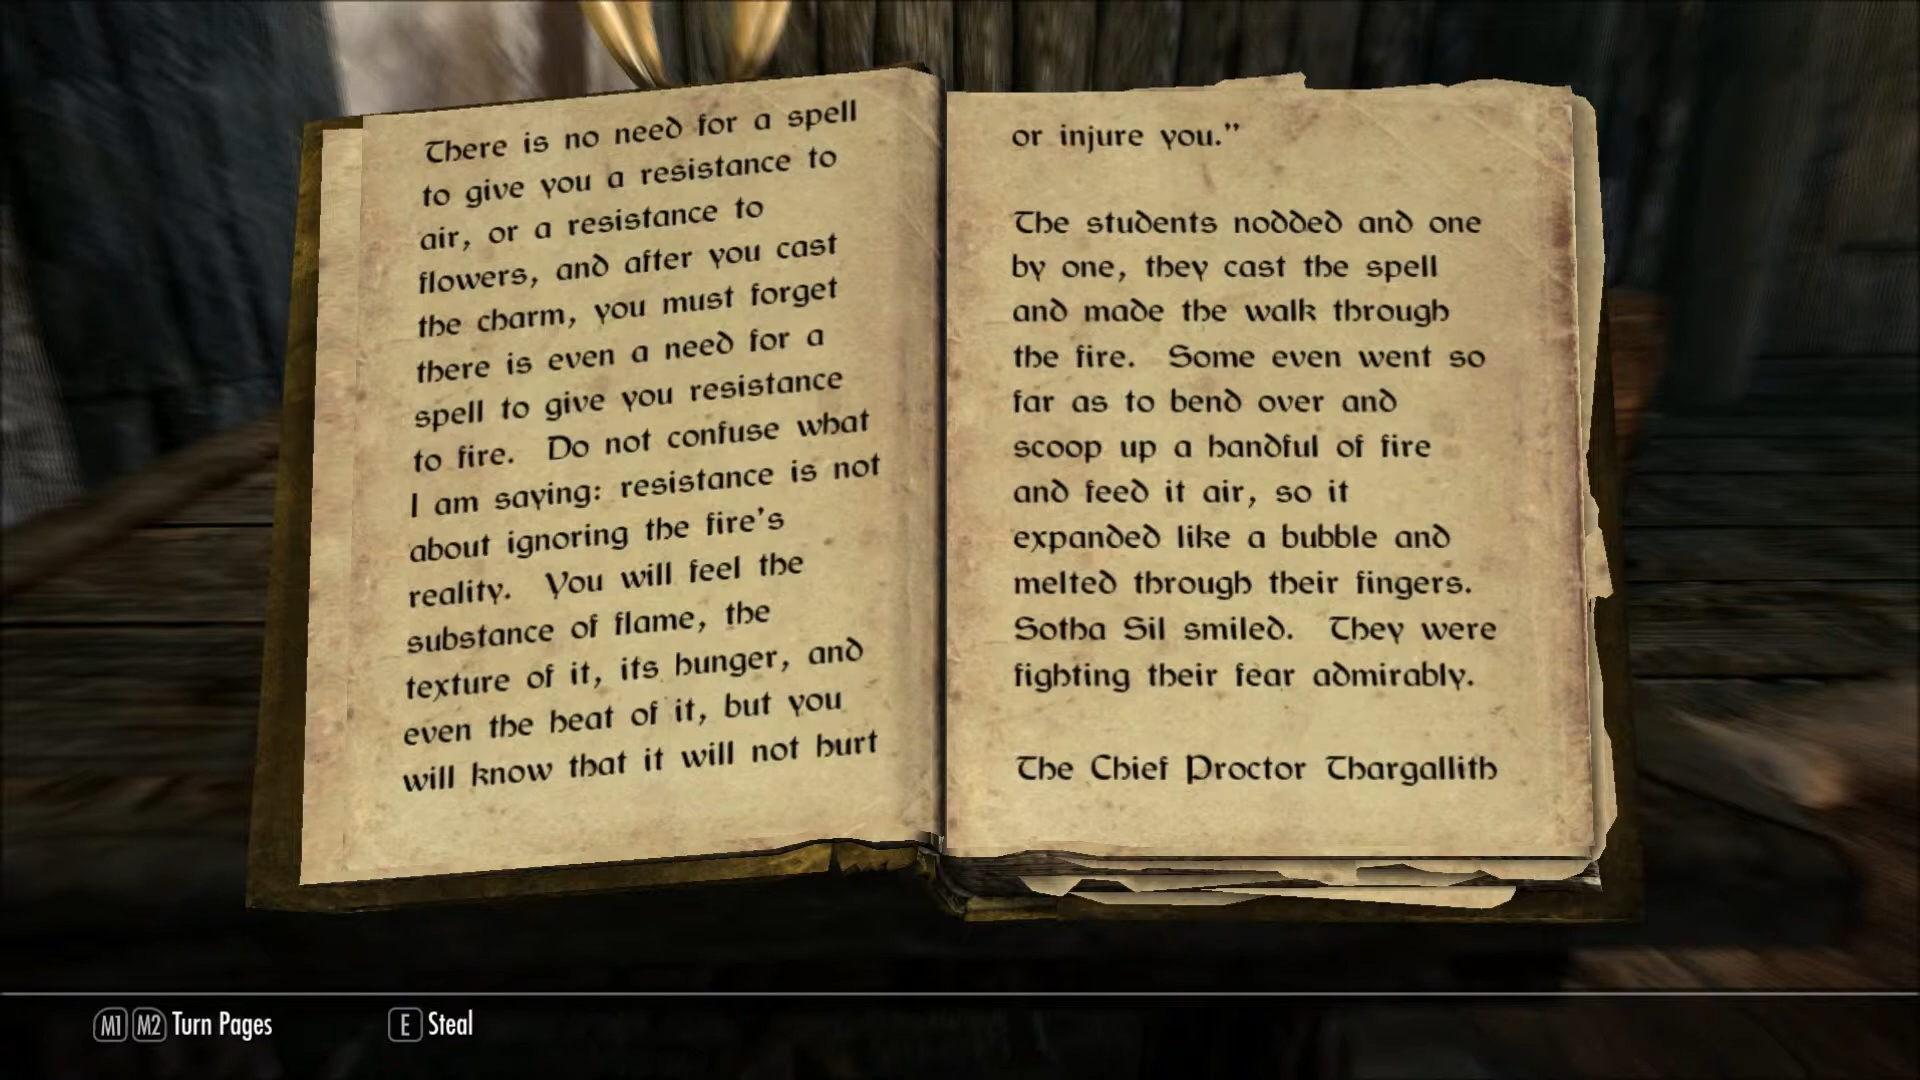 There is no need for a spell
to give you a resistance to
air, or a resistance to
flowers, and after you cast
the charm, you must forget
there is even a need for a
spell to give you resistance
to fire.  Do not confuse what
I am saying: resistance is not
about ignoring the fire's
reality.  You will feel the
substance of flame, the
texture of it, its hunger, and
even the heat of it, but you
will know that it will not hurt
or injure you."
The students nodded and one
by one, they cast the spell
and made the walk through
the fire.  Some even went so
far as to bend over and
scoop up a handful of fire
and feed it air, so it
expanded like a bubble and
melted through their fingers.
Sotha Sil smiled.  They were
fighting their fear admirably.
The Chief Proctor Thargallith
M1 M2 Turn Pages
E Steal